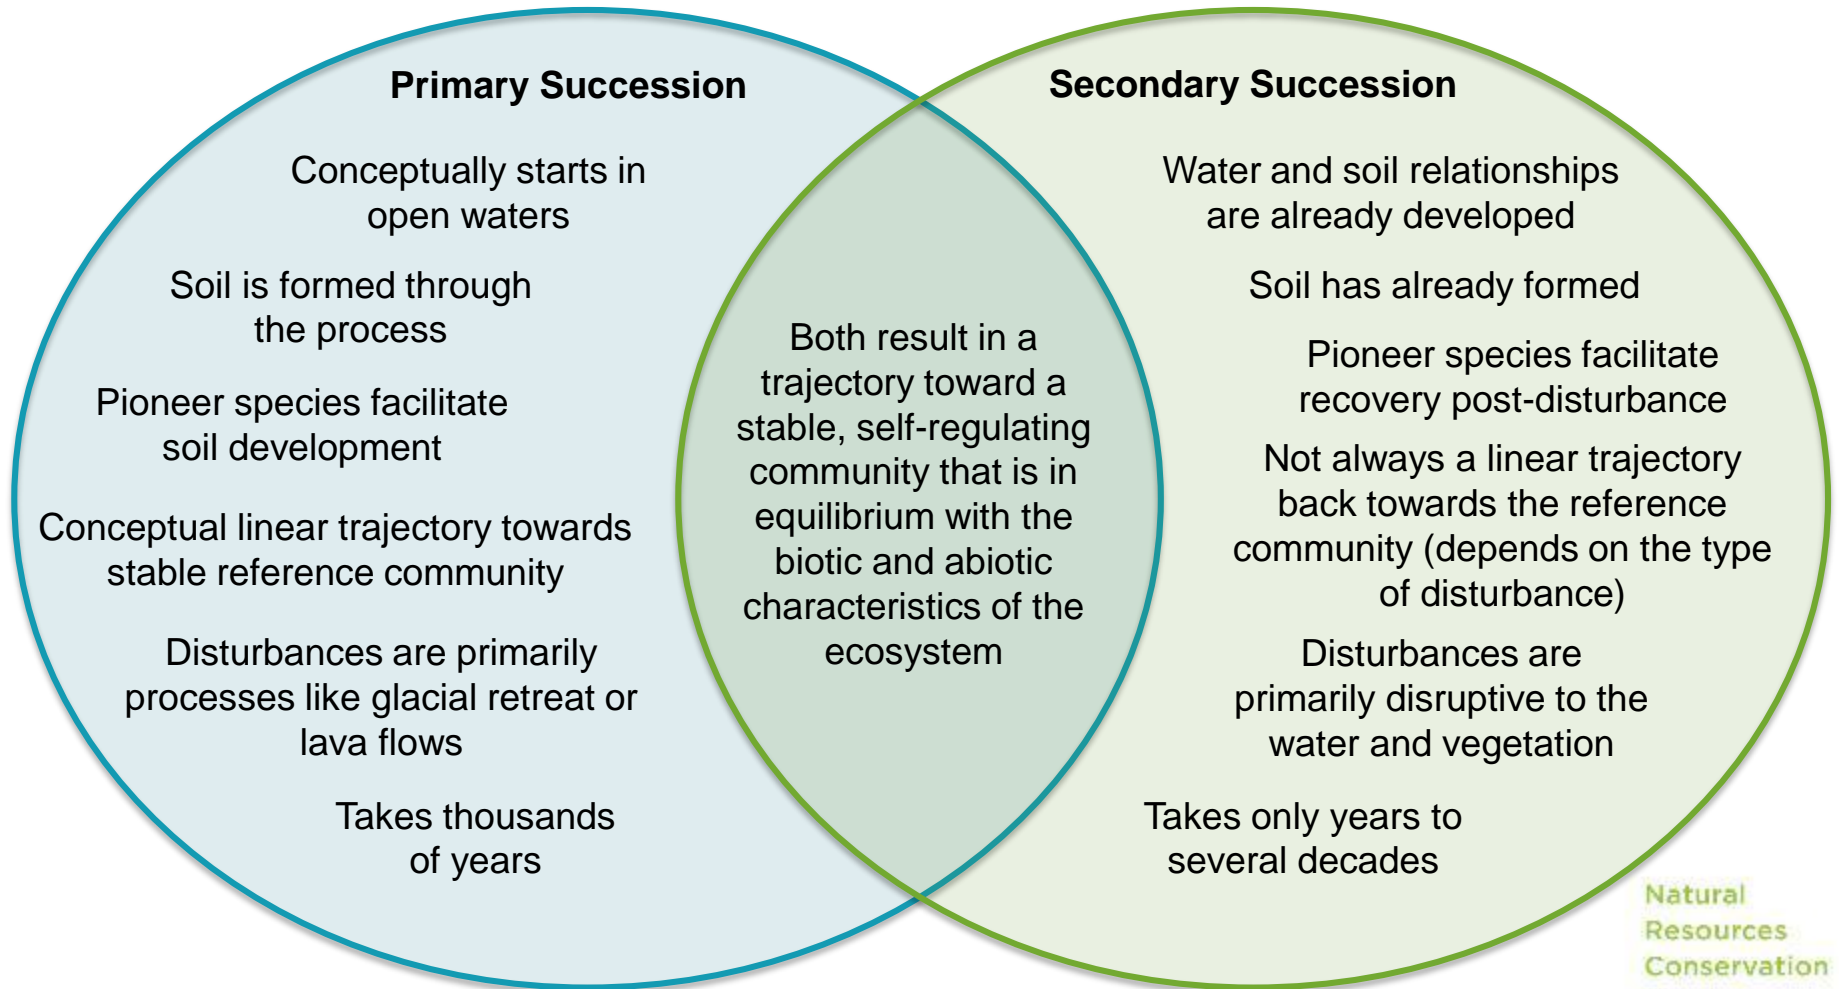 Primary Succession
Conceptually starts in
open waters
Soil is formed through
the process
Pioneer species facilitate
soil development
Conceptual linear trajectory towards
stable reference community
Disturbances are primarily
processes like glacial retreat or
lava flows
Takes thousands
of years
Both result in a
trajectory toward a
stable, self-regulating
community that is in
equilibrium with the
biotic and abiotic
characteristics of the
ecosystem
Secondary Succession
Water and soil relationships
are already developed
Soil has already formed
Pioneer species facilitate
recovery post-disturbance
Not always a linear trajectory
back towards the reference
community (depends on the type
of disturbance)
Disturbances are
primarily disruptive to the
water and vegetation
Takes only years to
several decades
Natural
Resources
Conservation